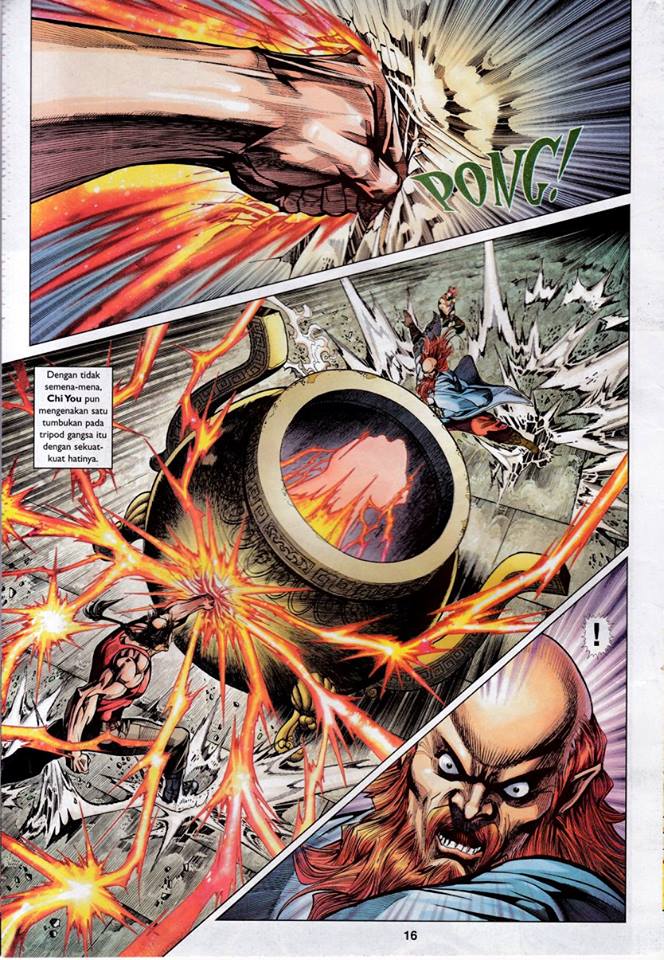 PONG!
Dengan tidak
semena-mena,
Chi You pun
mengenakan satu
tumbukan pada
tripod gangsa itu
dengan sekuat-
kuat hatinya.
!
16